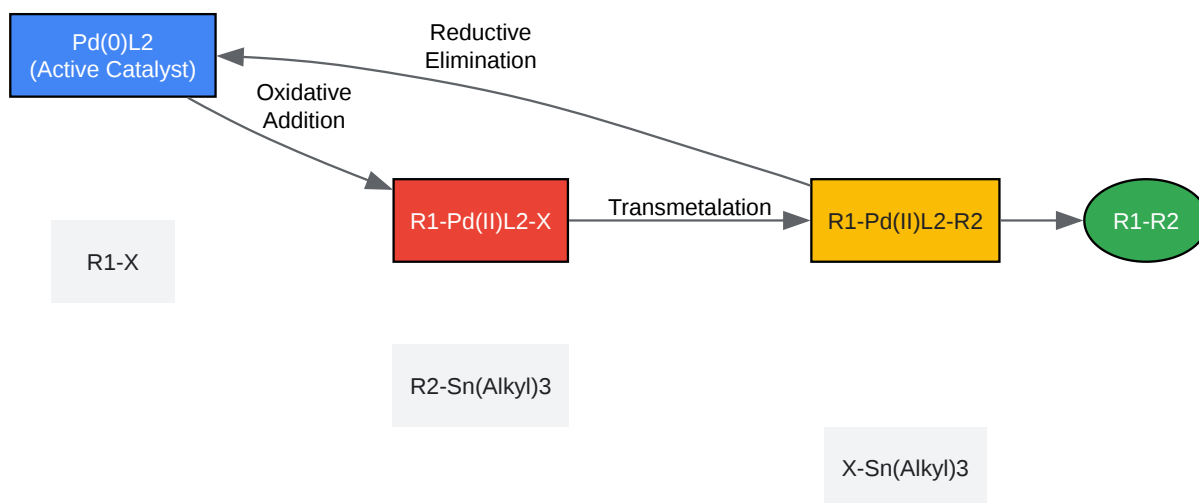 Pd(0)L2
(Active Catalyst)
Reductive
Elimination
Oxidative
Addition
R1-Pd(II)L2-X
Transmetalation
R1-Pd(II)L2-R2
R1-R2
R1-X
R2-Sn(Alkyl)3
X-Sn(Alkyl)3